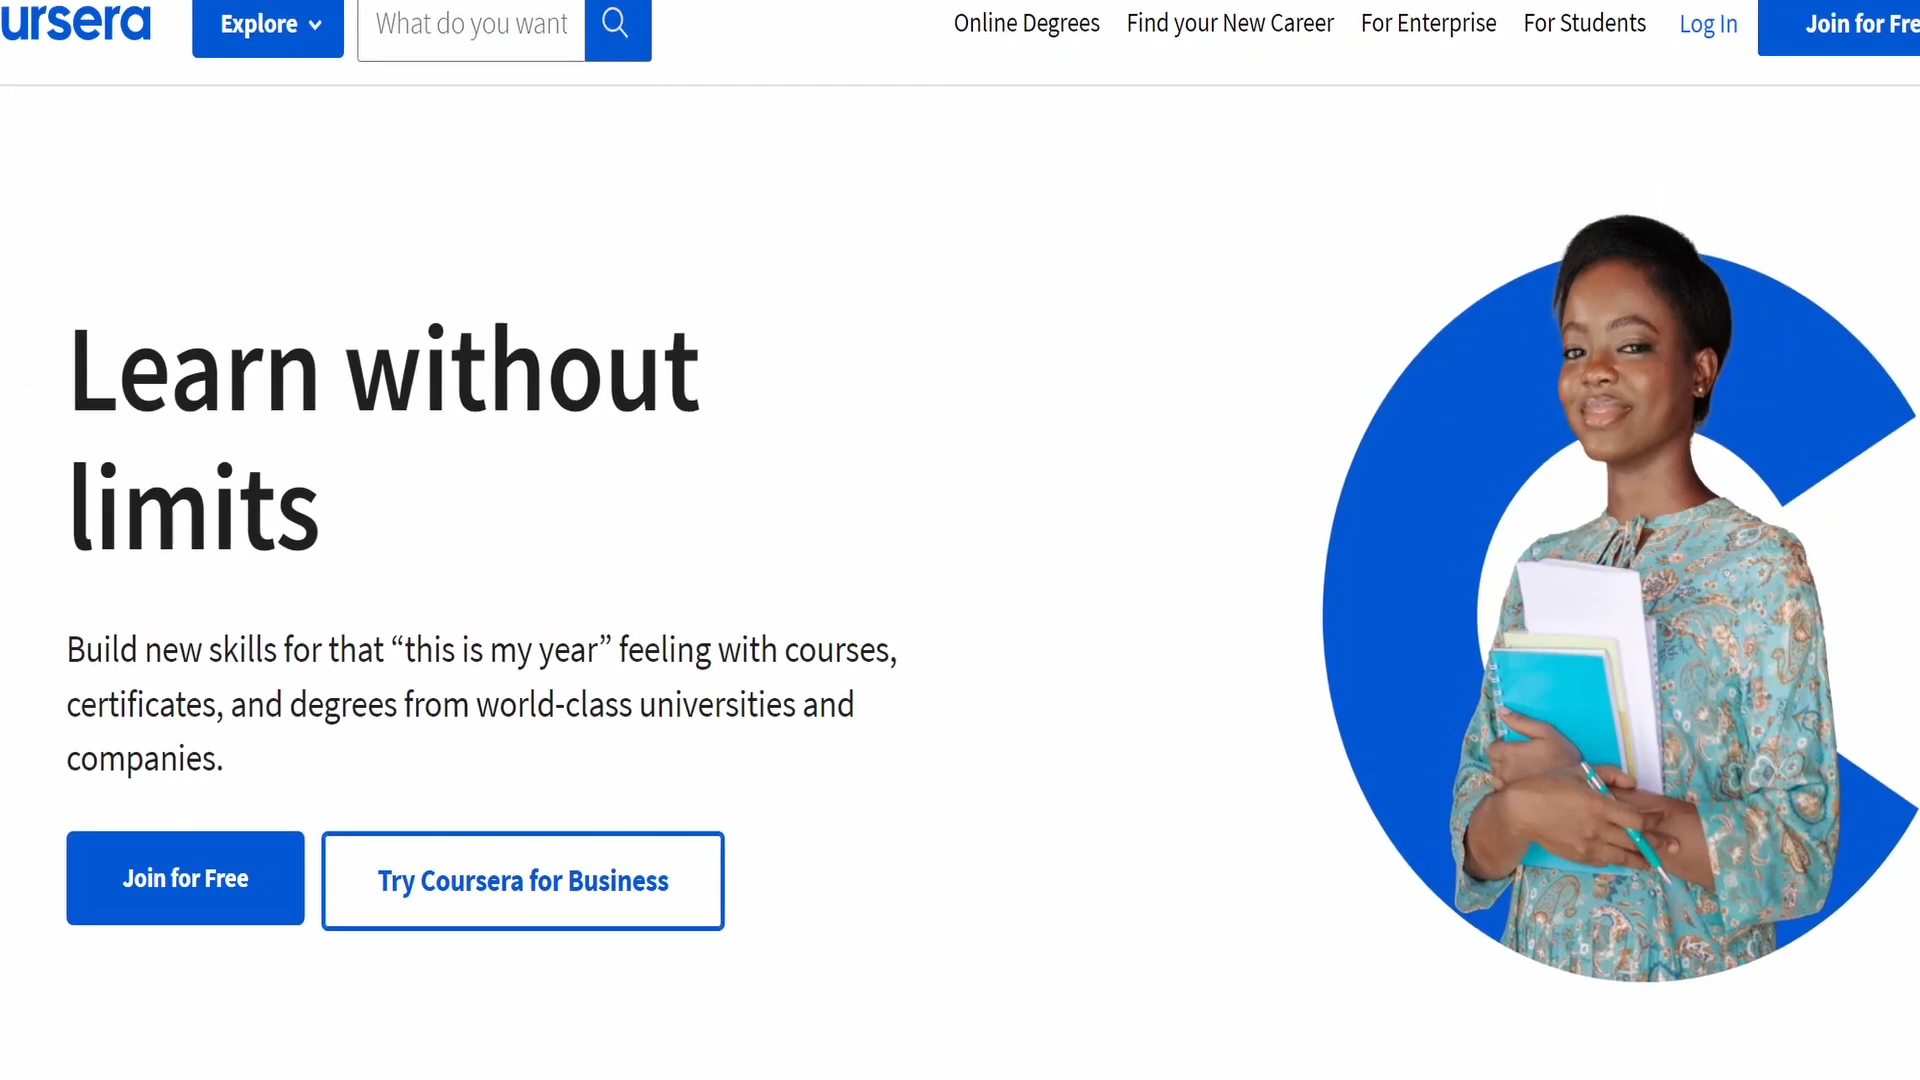 ursera
Explore
What do you want
Online Degrees
Find your New Career
For Enterprise
For Students
Log In
Join for Fre
Learn without
limits
Build new skills for that “this is my year” feeling with courses,
certificates, and degrees from world-class universities and
companies.
Join for Free
Try Coursera for Business